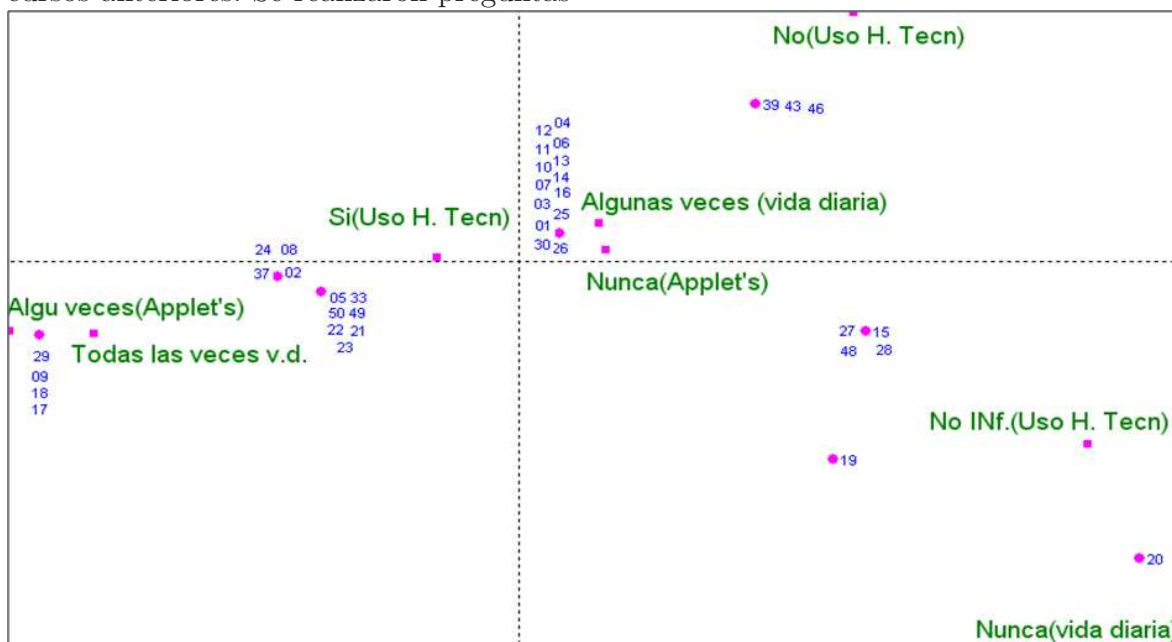 No(Uso H. Tecn)
39 43 46
12 04
11 06
10 13
07 14
16
03
25
01
30 26
Algunas veces (vida diaria)
Si(Uso H. Tecn)
24 08
37 02
Nunca(Applet's)
05 33
50 49
22 21
23
Algu veces(Applet's)
Todas las veces v.d.
29
09
18
17
27 15
48 28
No INf.(Uso H. Tecn)
19
20
Nunca(vida diaria)